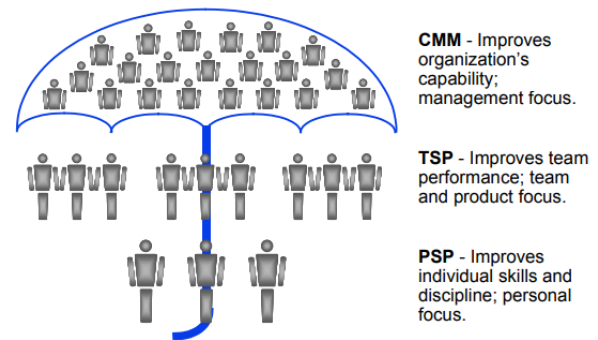 CMM - Improves
organization's
capability;
management focus.
TSP - Improves team
performance; team
and product focus.
PSP - Improves
individual skills and
discipline; personal
focus.